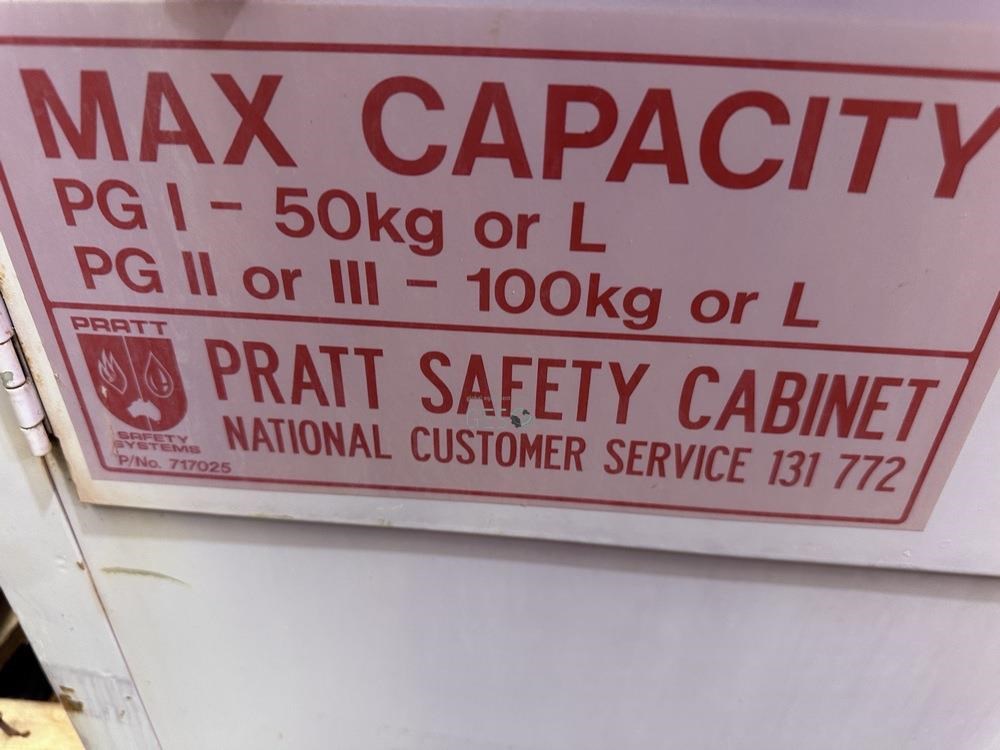 MAX CAPACITY
PG I - 50kg or L
PG II or III - 100kg or L
PRATT
SAFETY
SYSTEMS
P/No. 717025
PRATT SAFETY CABINET
NATIONAL CUSTOMER SERVICE 131 772